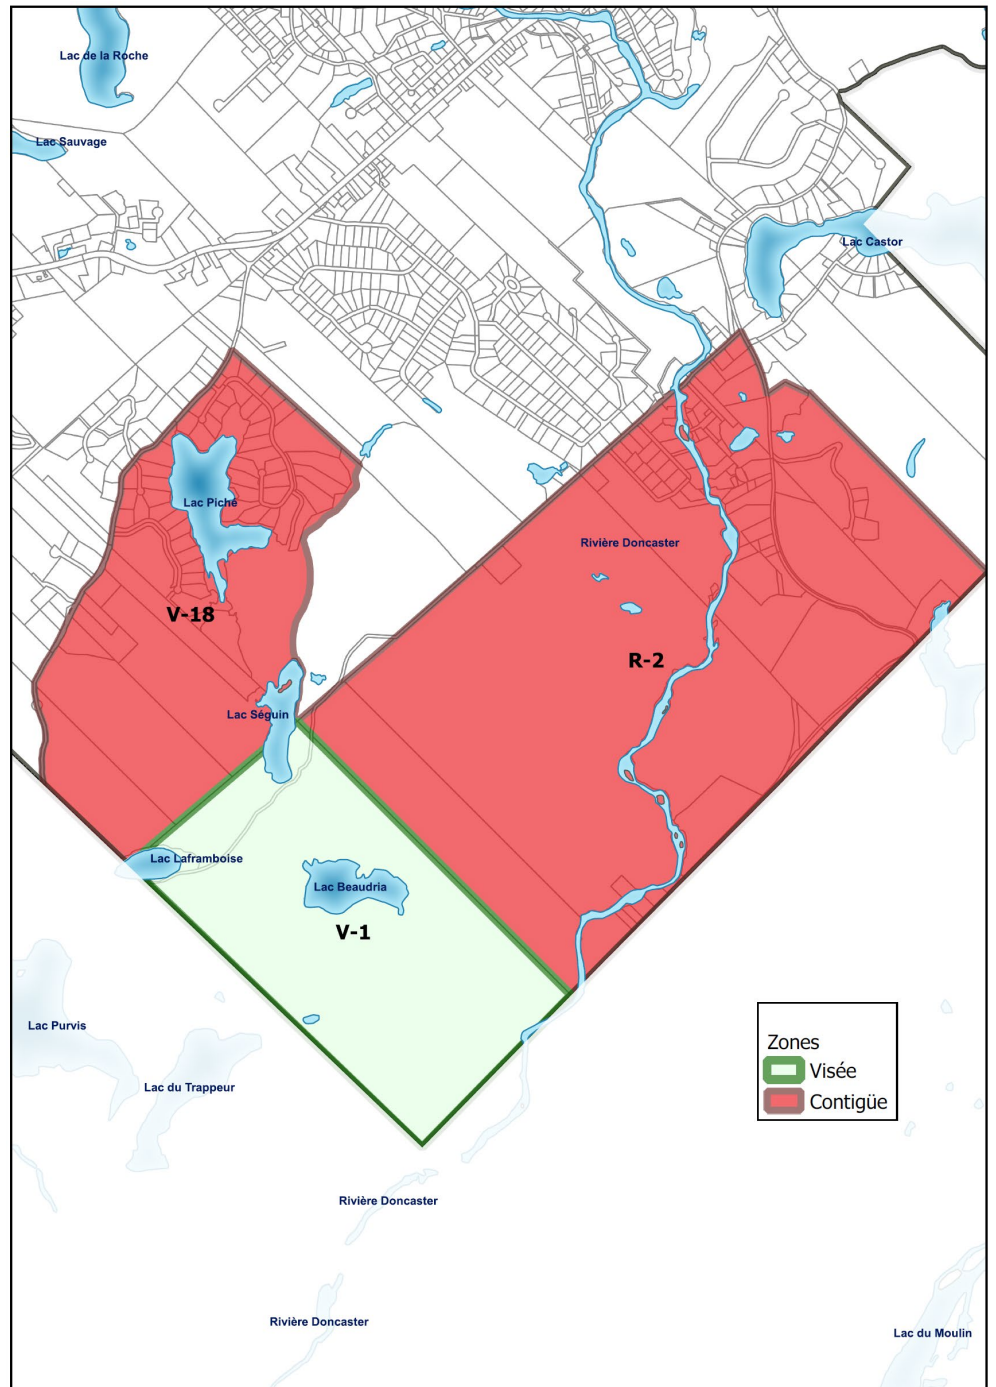 Lac de la Roche
Lac Sauvage
Lac Castor
Lac Piché
Rivière Doncaster
V-18
R-2
Lac Séguin
Lac Laframboise
Lac Beaudria
V-1
Lac Purvis
Zones
Visée
Lac du Trappeur
Contigüe
Rivière Doncaster
Rivière Doncaster
Lac du Moulin